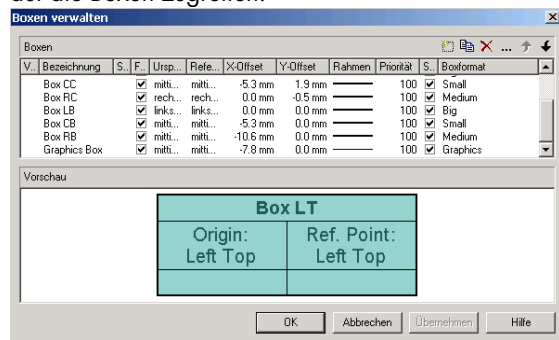 Boxen verwalten
Boxen
V... Bezeichnung S... F... Ursp... Refe... X-Offset Y-Offset Rahmen Priorität S... Boxformat
Box CC mitti... mitti... -5.3 mm 1.9 mm 100 Small
Box RC rech... rech... 0.0 mm -0.5 mm 100 Medium
Box LB links... links... 0.0 mm 0.0 mm 100 Big
Box CB mitti... mitti... -5.3 mm 0.0 mm 100 Small
Box RB mitti... mitti... -10.6 mm 0.0 mm 100 Medium
Graphics Box mitti... mitti... -7.8 mm 0.0 mm 100 Graphics
Vorschau
Box LT
Origin: Ref. Point:
Left Top Left Top
OK Abbrechen Übernehmen Hilfe